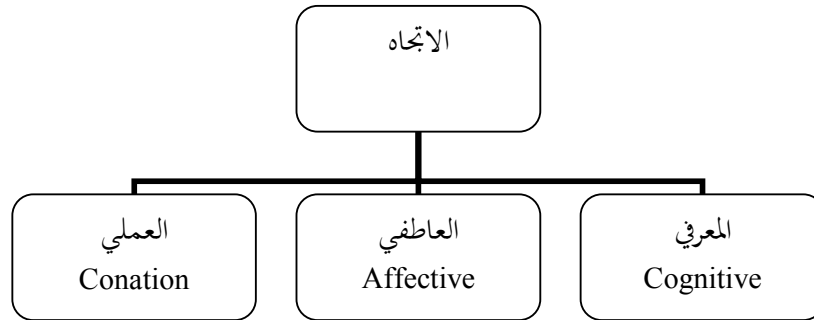 الاتجاه
المعرفي
Cognitive
العاطفي
Affective
العملي
Conation